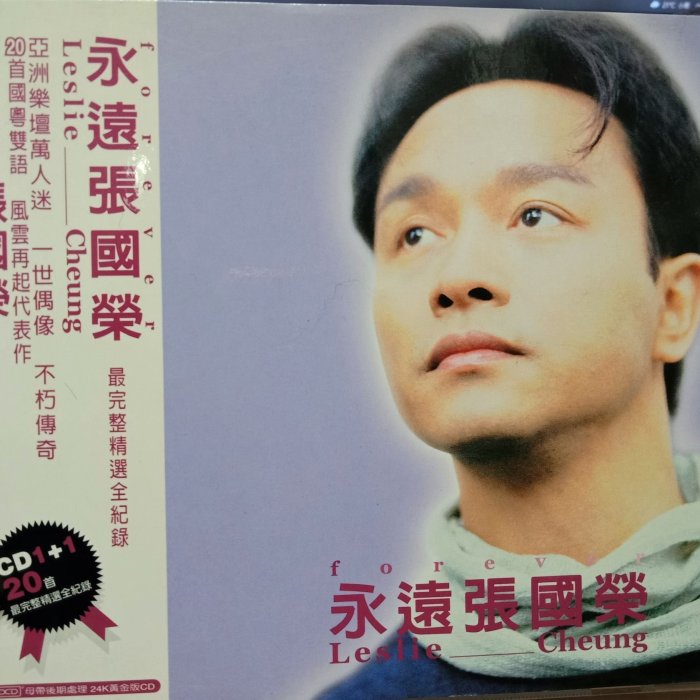 forever
永遠張國榮
Leslie Cheung
最完整精選全紀錄
亞洲樂壇萬人迷 一世偶像 不朽傳奇
20首國粵雙語 風雲再起代表作
張國榮
CD1+1
20首
最完整精選全紀錄
母帶後期處理 24K黃金版CD
forever
永遠張國榮
Leslie Cheung